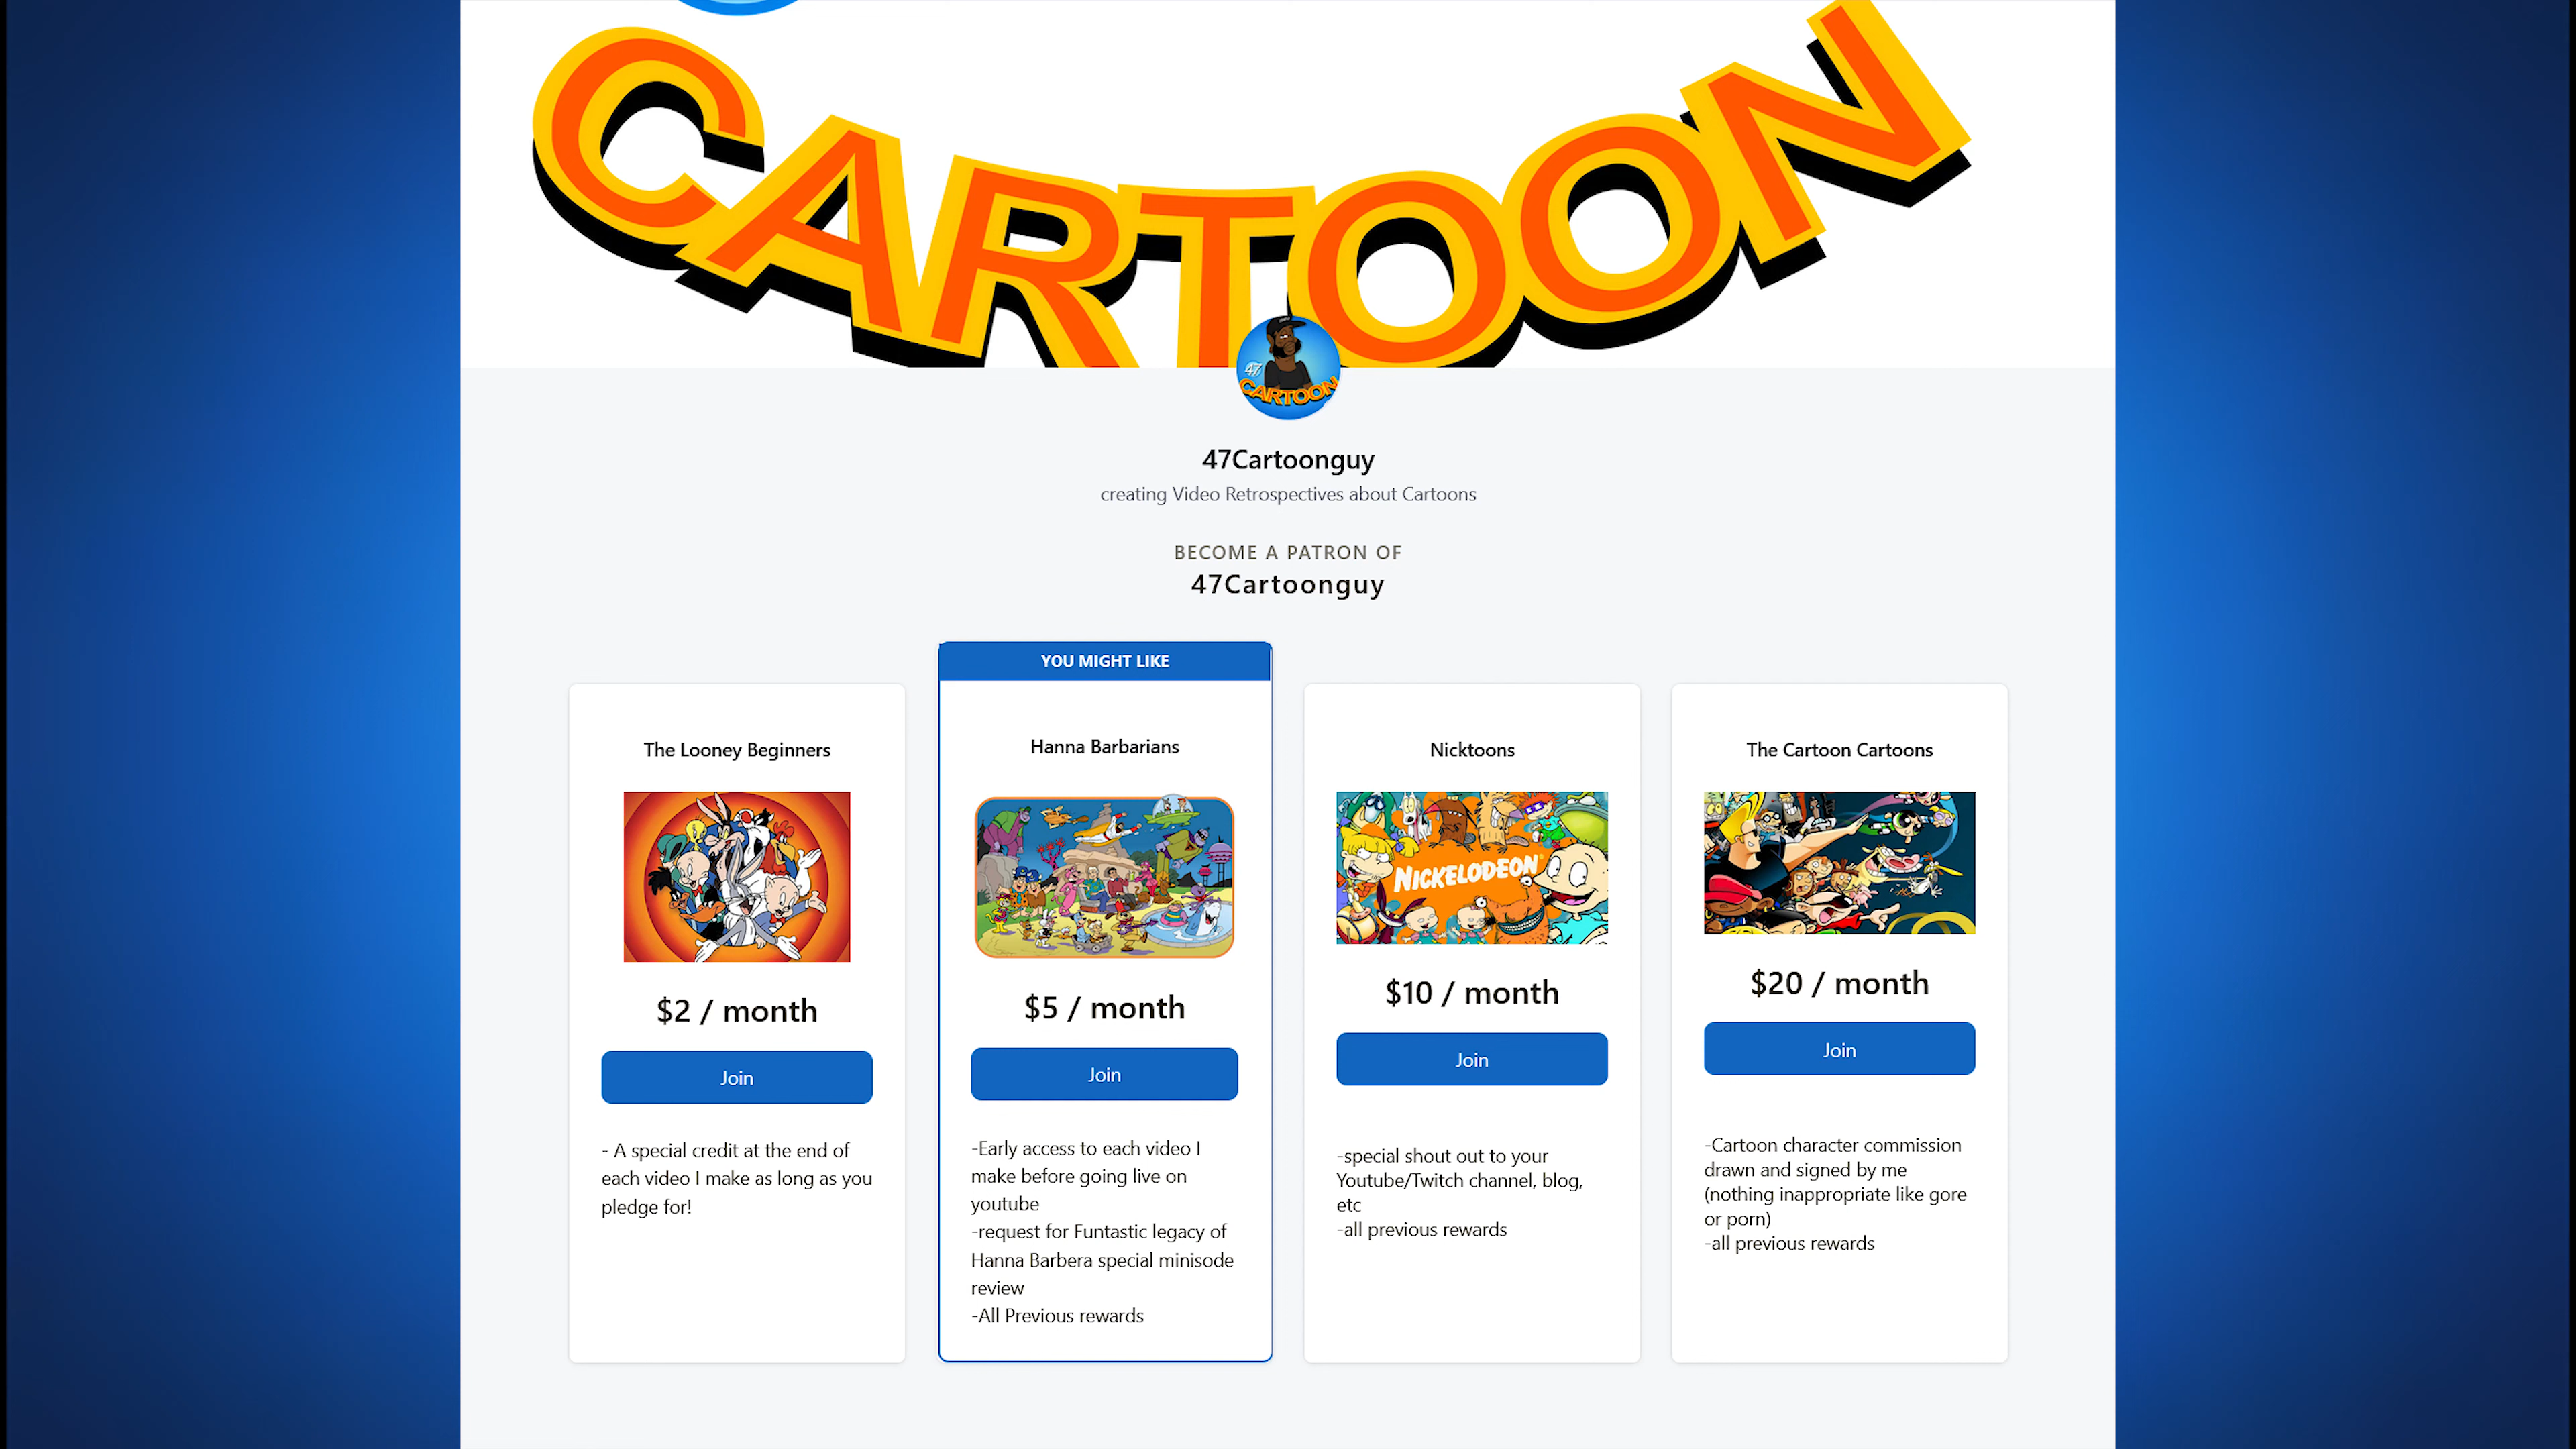 CARTOON
47
CARTOON
47Cartoonguy
creating Video Retrospectives about Cartoons
BECOME A PATRON OF
47Cartoonguy
YOU MIGHT LIKE
The Looney Beginners
$2 / month
Join
- A special credit at the end of
each video I make as long as you
pledge for!
Hanna Barbarians
$5 / month
Join
-Early access to each video I
make before going live on
youtube
-request for Funtastic legacy of
Hanna Barbera special minisode
review
-All Previous rewards
Nicktoons
NICKELODEON
$10 / month
Join
-special shout out to your
Youtube/Twitch channel, blog,
etc
-all previous rewards
The Cartoon Cartoons
$20 / month
Join
-Cartoon character commission
drawn and signed by me
(nothing inappropriate like gore
or porn)
-all previous rewards